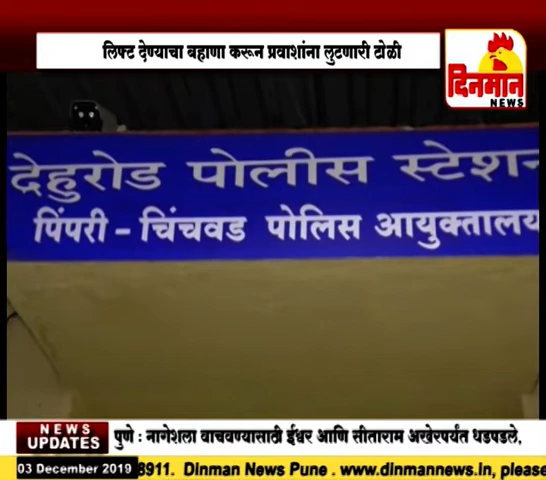 लिफ्ट देण्याचा बहाणा करून प्रवाशांना लुटणारी टोळी
दिनमान
NEWS
देहुरोड पोलीस स्टेशन
पिंपरी - चिंचवड पोलिस आयुक्तालय
NEWS
UPDATES
पुणे : नागेशला वाचवण्यासाठी ईश्वर आणि सीताराम अखेरपर्यंत धडपडले,
03 December 2019
8911. Dinman News Pune . www.dinmannews.in, please